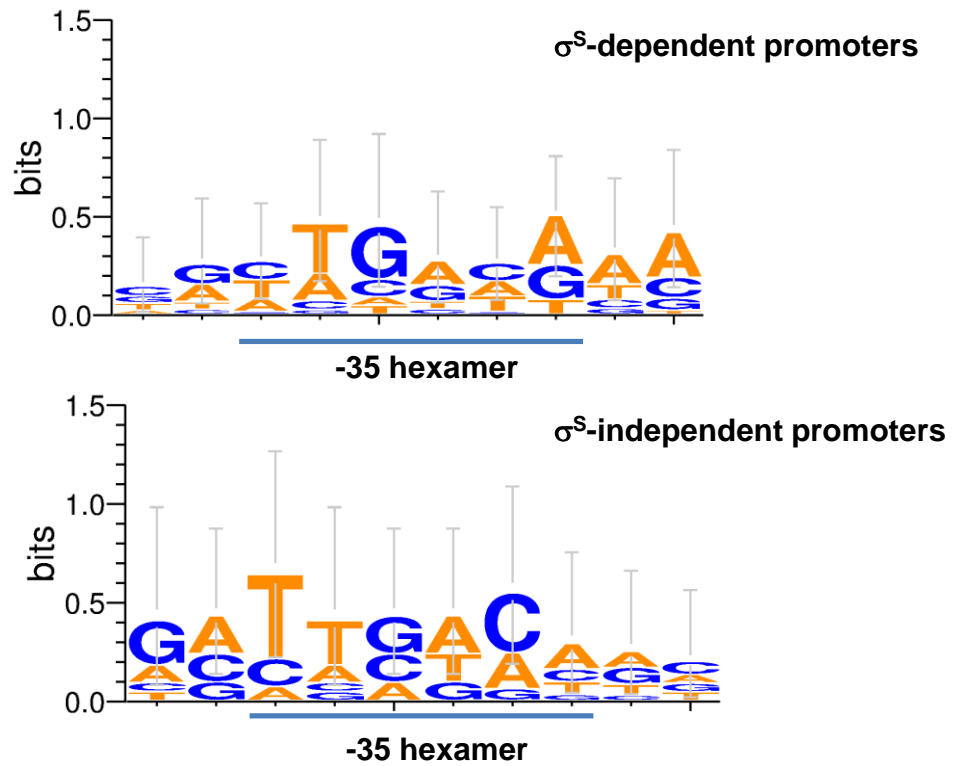 1.5
σS-dependent promoters
1.0
bits
0.5
0.0
C G T A
G A T C
C T A G
T A C G
G C A T
A G T C
C A T G
A G T
A T C G
A C G T
-35 hexamer
1.5
σS-independent promoters
1.0
bits
0.5
0.0
G A C T
A C G
T C A
T A C G
G C A
A T G
C A G
A C T G
A G T C
C A G T
-35 hexamer